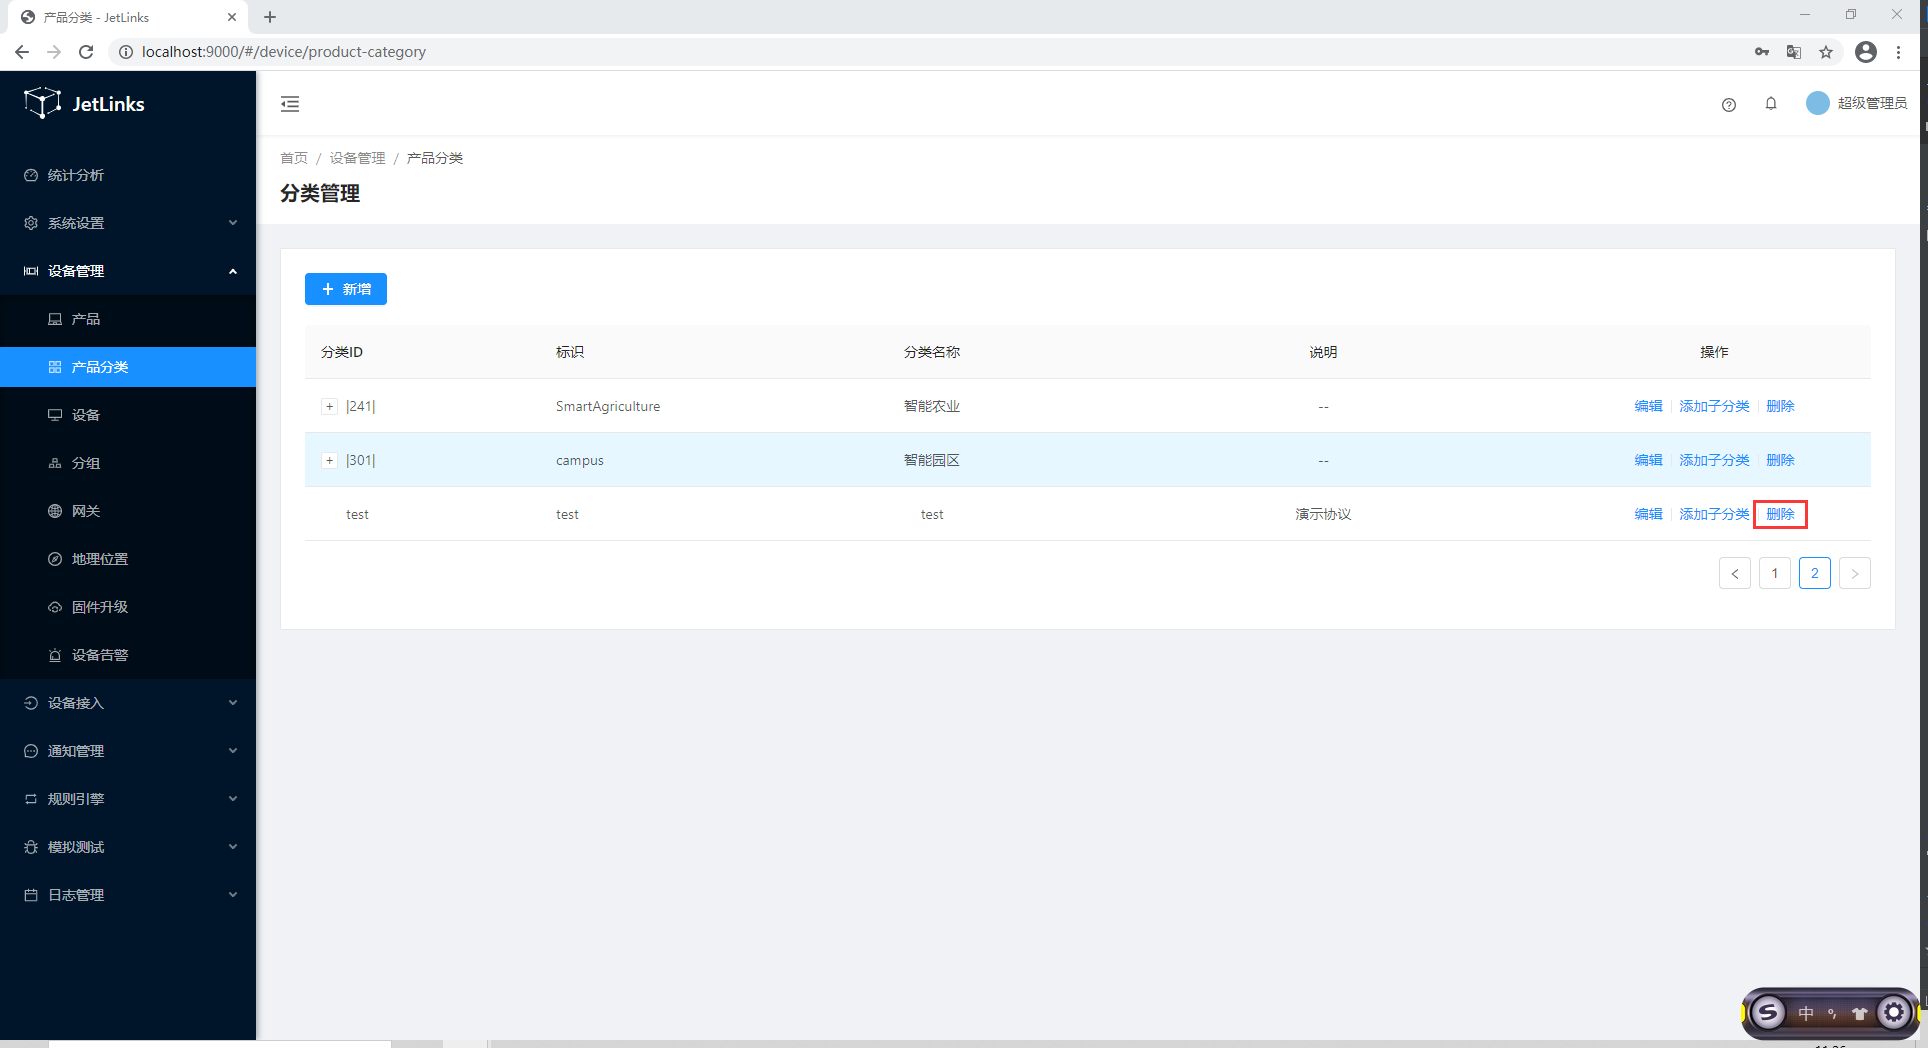 产品分类 - JetLinks
localhost:9000/#/device/product-category
JetLinks
超级管理员
统计分析
系统设置
设备管理
产品
产品分类
设备
分组
网关
地理位置
固件升级
设备告警
设备接入
通知管理
规则引擎
模拟测试
日志管理
首页 / 设备管理 / 产品分类
分类管理
+ 新增
分类ID 标识 分类名称 说明 操作
+ |241| SmartAgriculture 智能农业 -- 编辑 添加子分类 删除
+ |301| campus 智能园区 -- 编辑 添加子分类 删除
test test test 演示协议 编辑 添加子分类 删除
< 1 2 >
S 中 °,